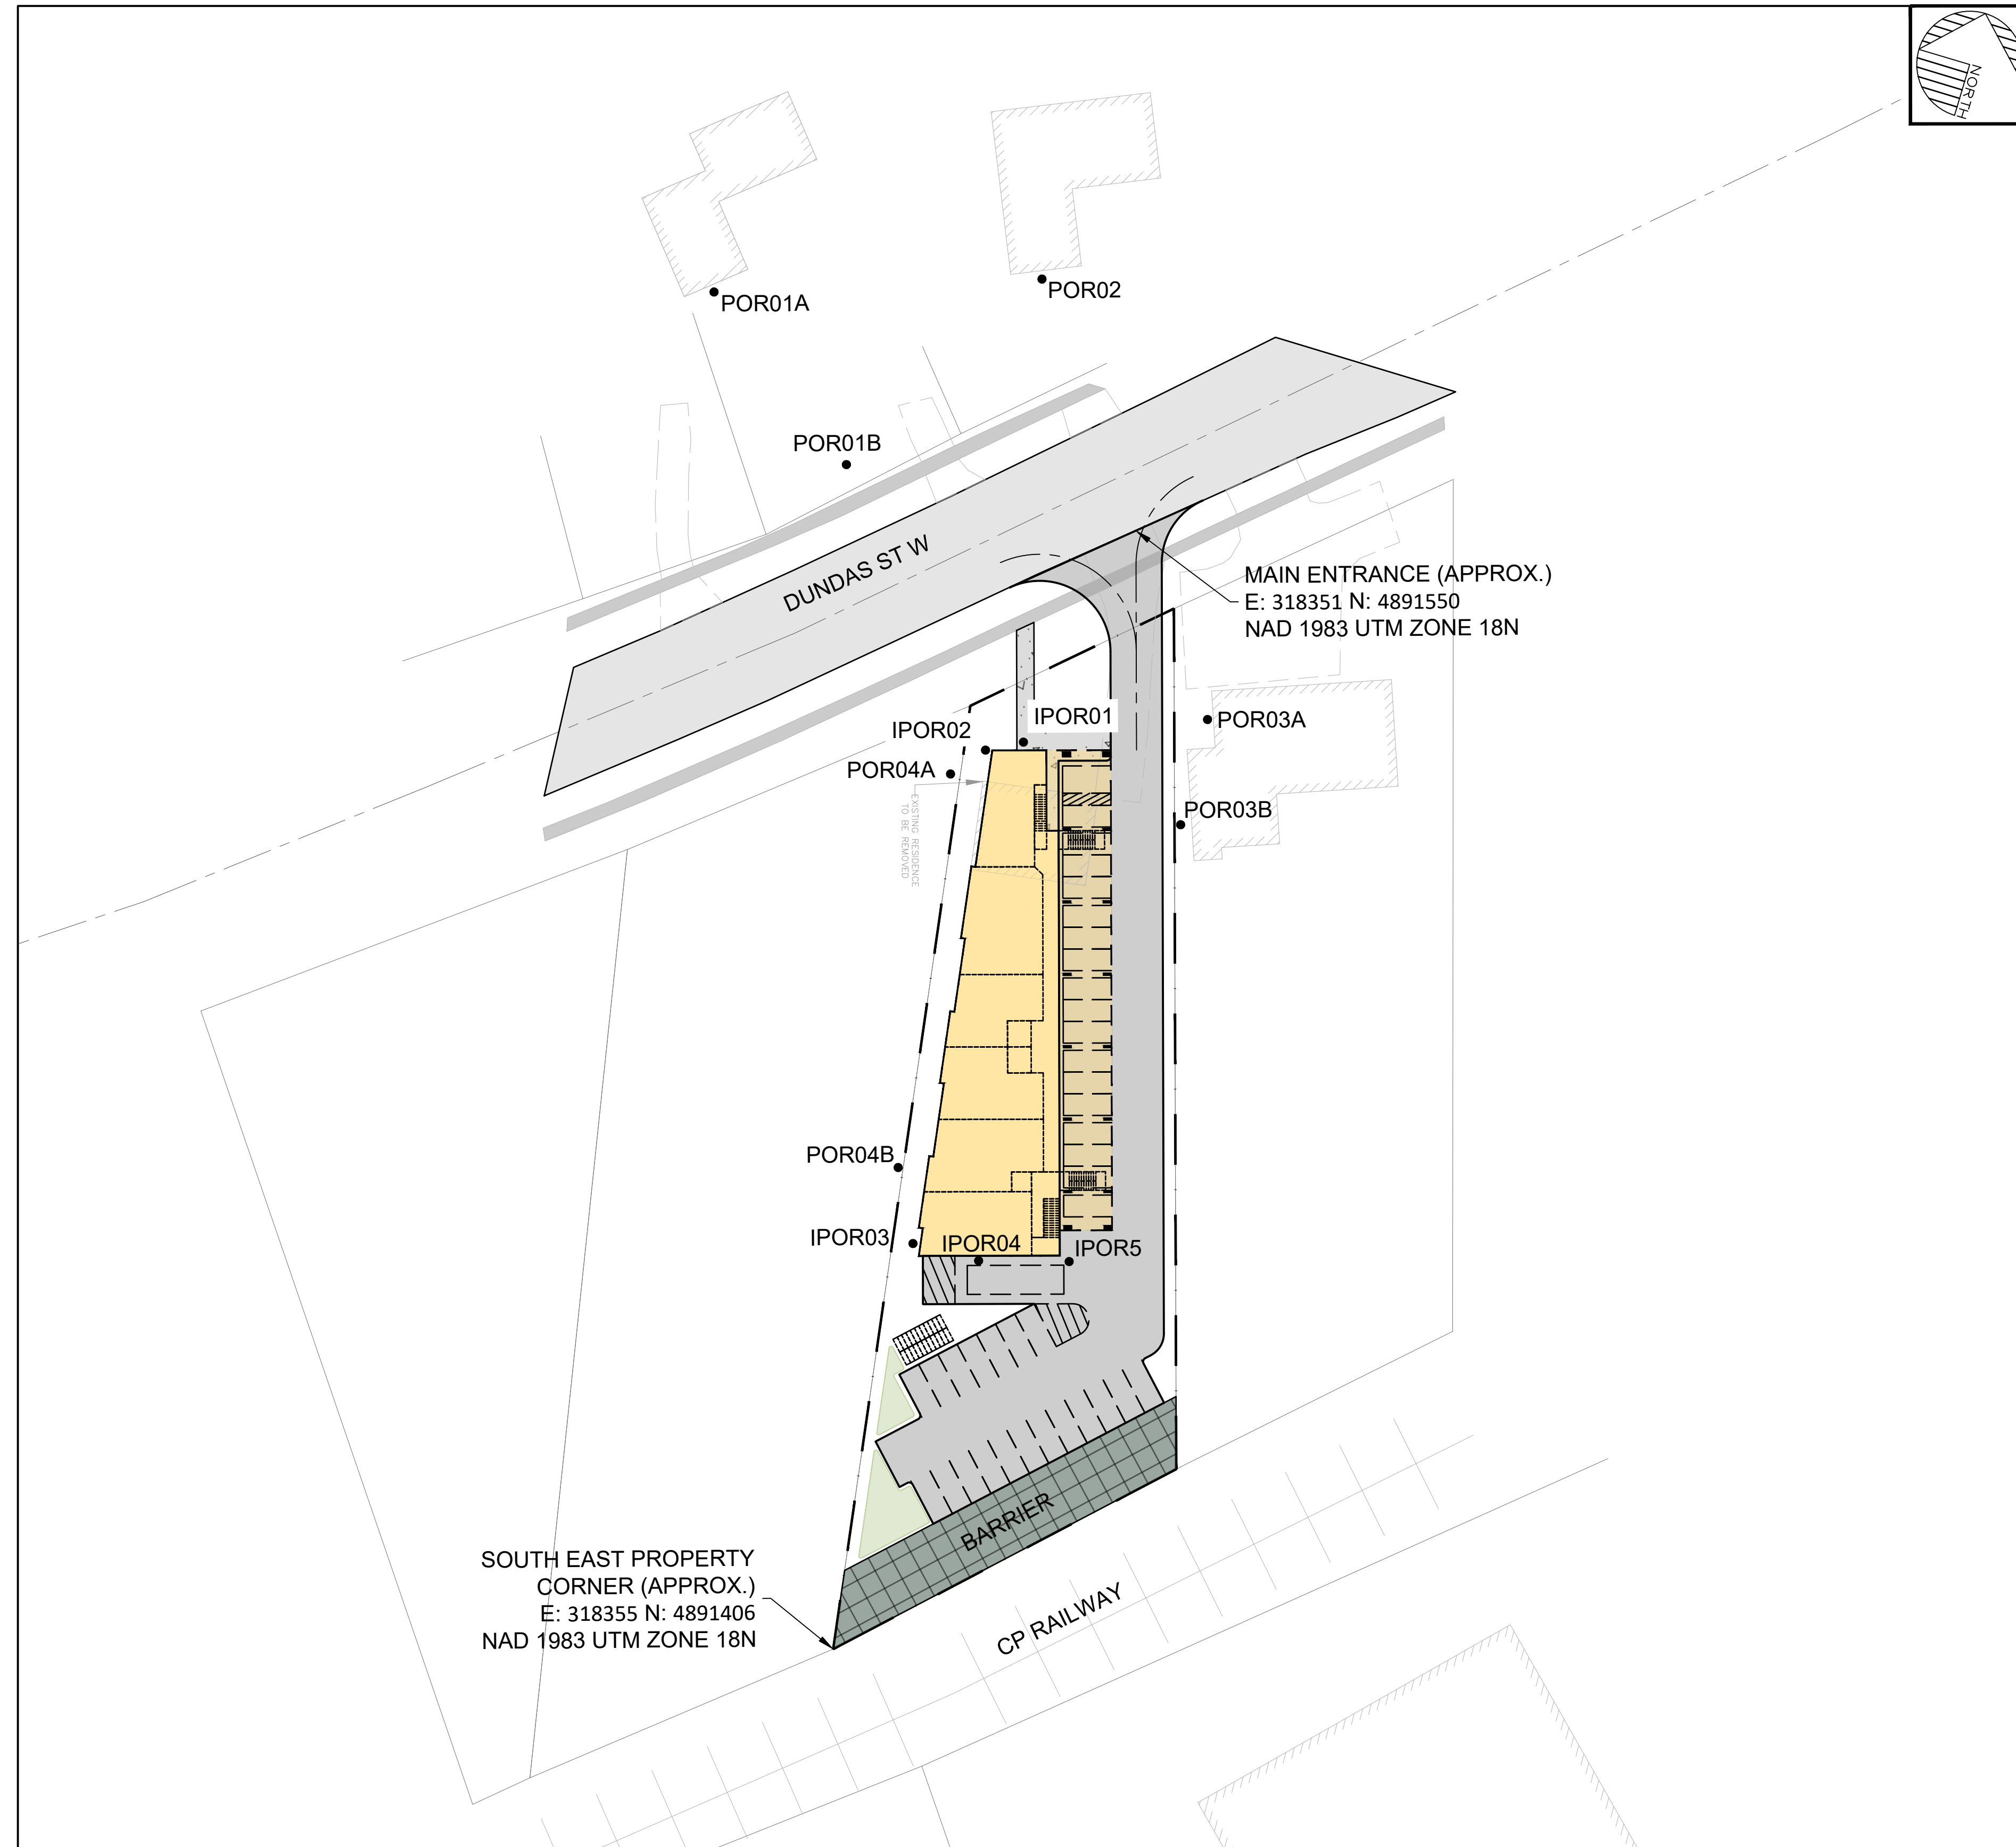 NORTH
POR01A
POR02
POR01B
DUNDAS ST W
MAIN ENTRANCE (APPROX.)
E: 318351 N: 4891550
NAD 1983 UTM ZONE 18N
IPOR02
IPOR01
POR03A
POR04A
EXISTING RESIDENCE
TO BE REMOVED
POR03B
POR04B
IPOR03
IPOR04
IPOR5
BARRIER
SOUTH EAST PROPERTY
CORNER (APPROX.)
E: 318355 N: 4891406
NAD 1983 UTM ZONE 18N
CP RAILWAY